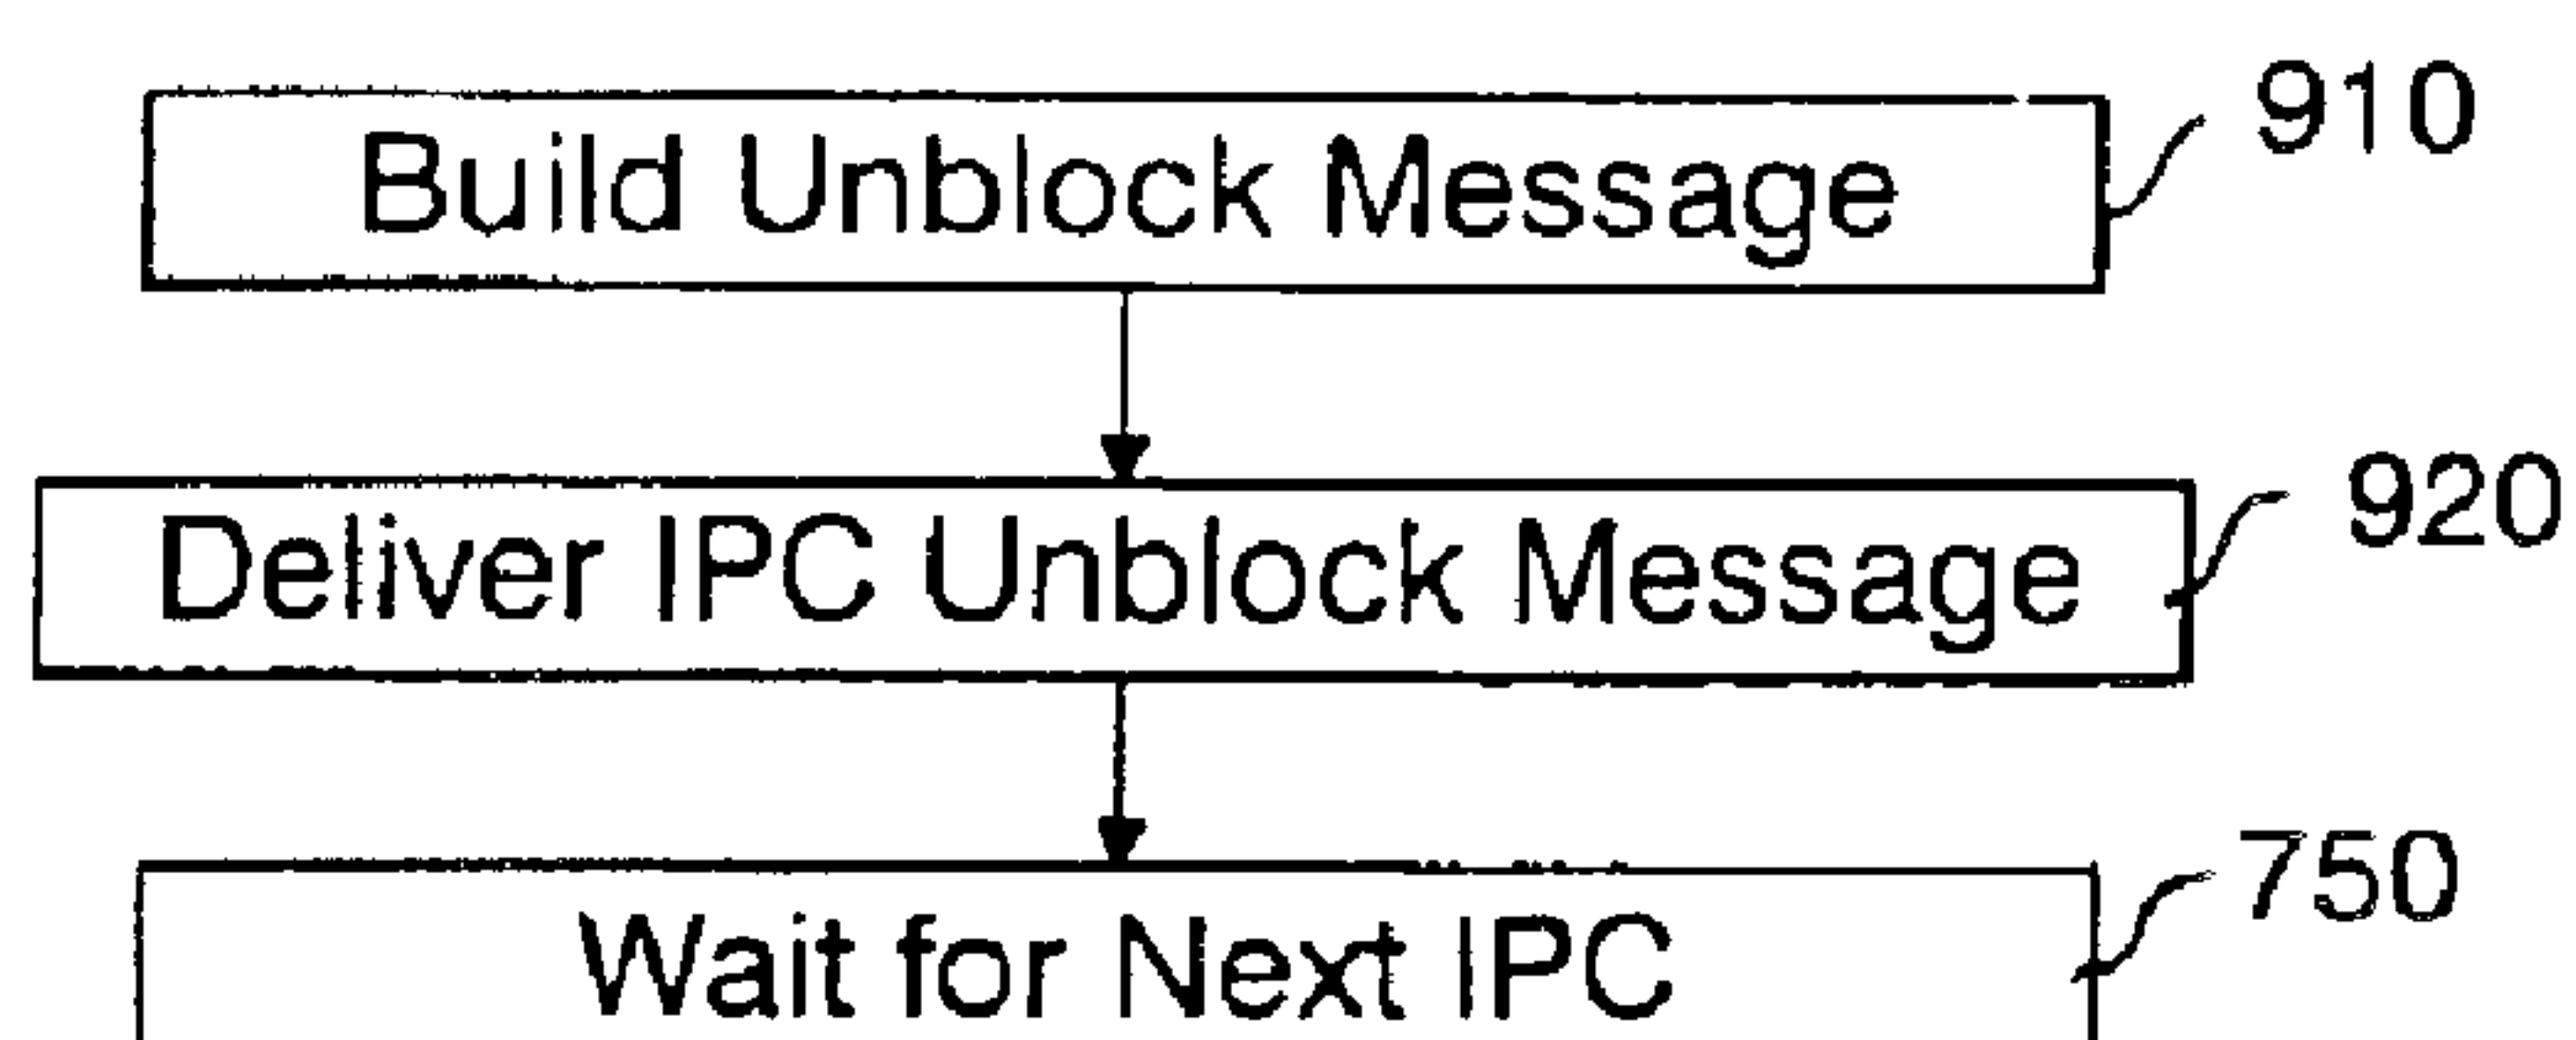 Build Unblock Message
910
Deliver IPC Unblock Message
920
Wait for Next IPC
750